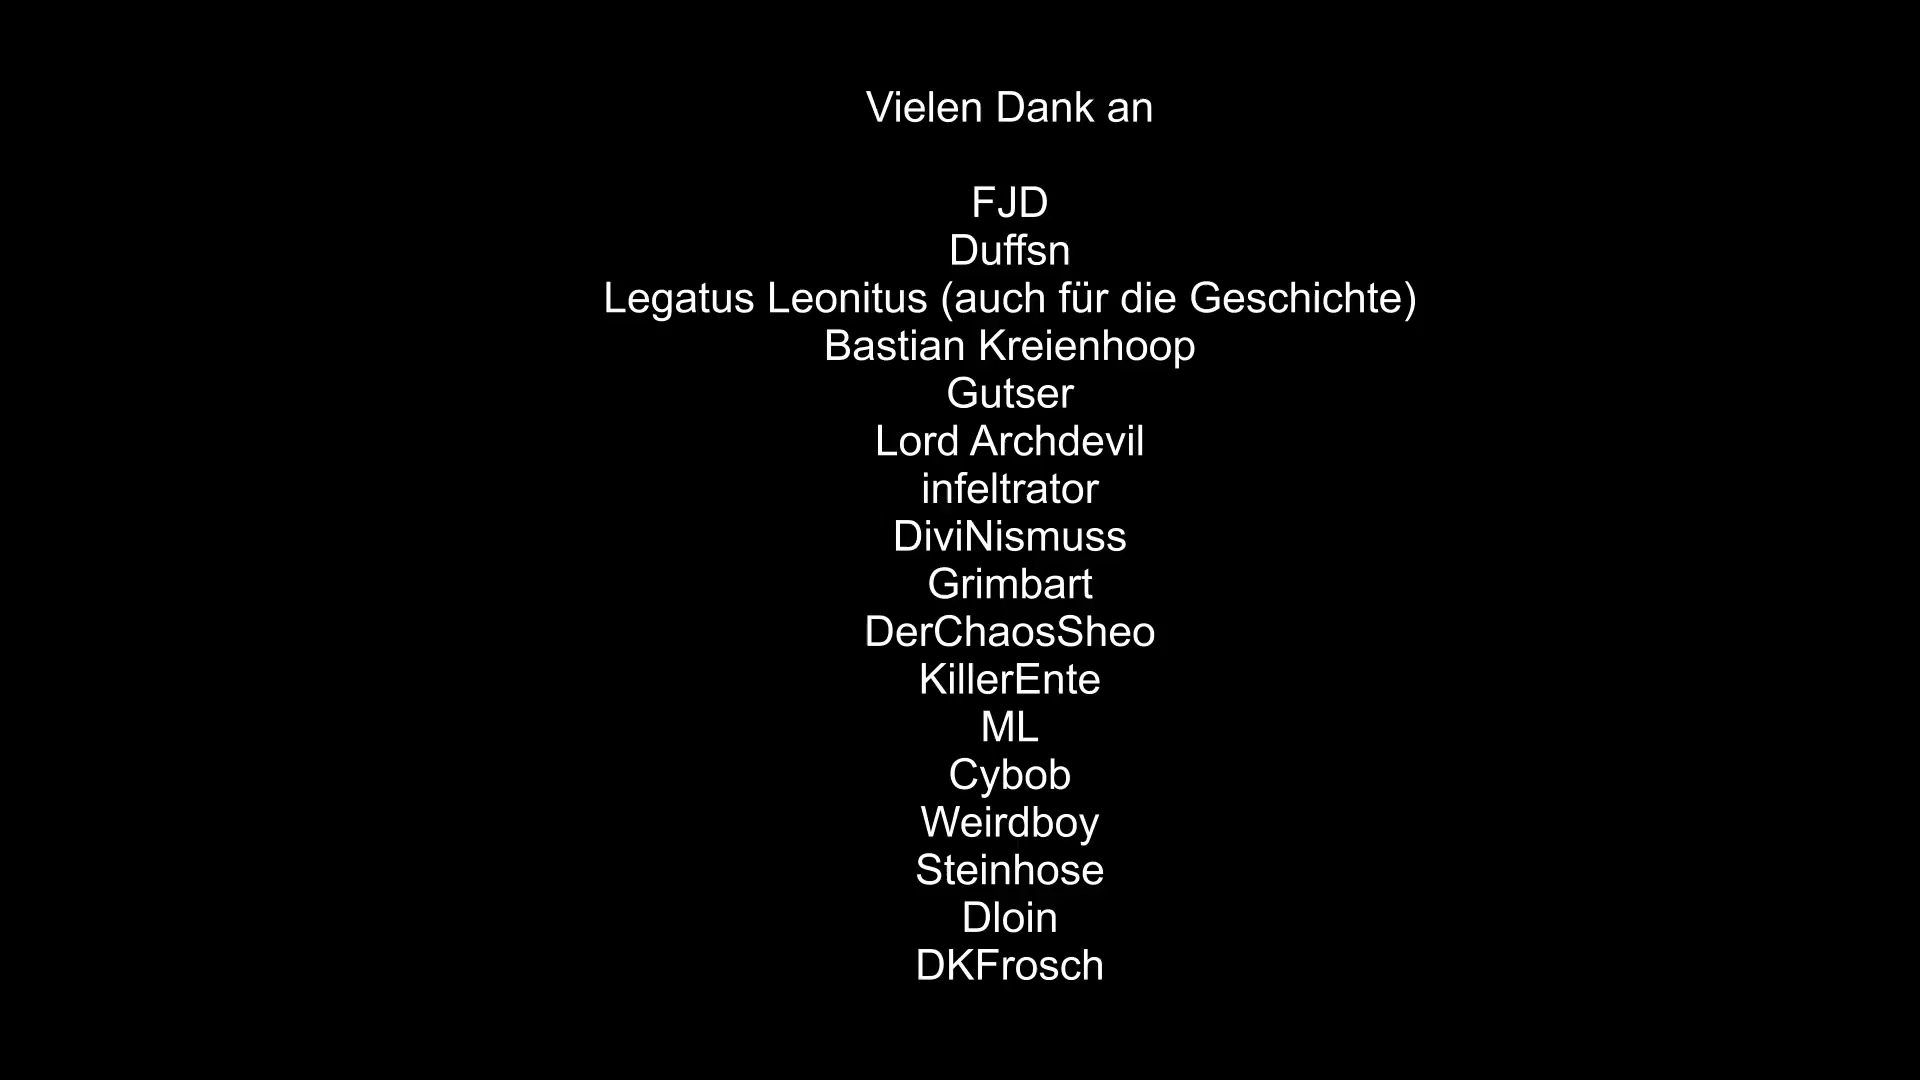 Vielen Dank an
FJD
Duffsn
Legatus Leonitus (auch für die Geschichte)
Bastian Kreienhoop
Gutser
Lord Archdevil
infeltrator
DiviNismuss
Grimbart
DerChaosSheo
KillerEnte
ML
Cybob
Weirdboy
Steinhose
Dloin
DKFrosch